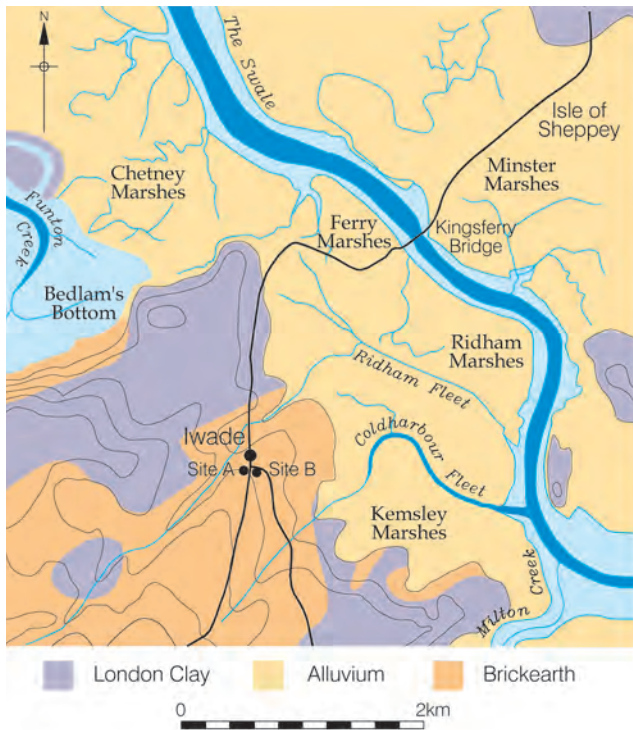 N
The Swale
Isle of
Sheppey
Chetney
Marshes
Minster
Marshes
Funton
Creek
Ferry
Marshes
Kingsferry
Bridge
Bedlam's
Bottom
Ridham
Marshes
Ridham Fleet
Iwade
Site A
Site B
Coldharbour Fleet
Kemsley
Marshes
Milton Creek
London Clay
Alluvium
Brickearth
0
2km